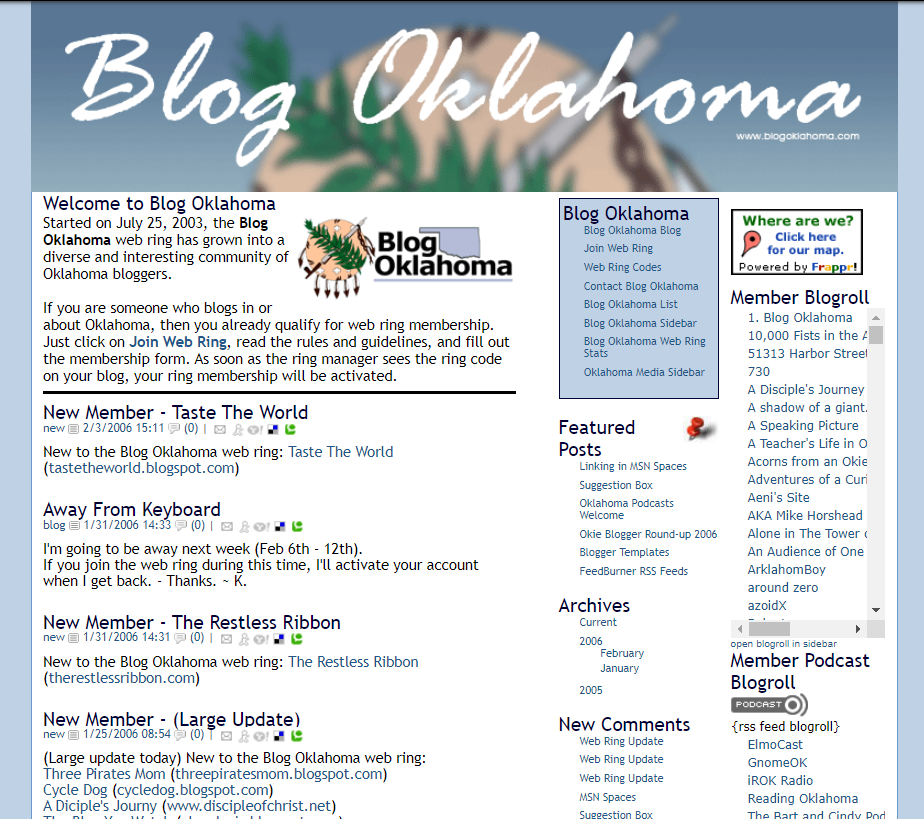 Blog Oklahoma
www.blogoklahoma.com
Welcome to Blog Oklahoma
Started on July 25, 2003, the Blog
Oklahoma web ring has grown into a
diverse and interesting community of
Oklahoma bloggers.
Blog
Oklahoma
If you are someone who blogs in or
about Oklahoma, then you already qualify for web ring membership.
Just click on Join Web Ring, read the rules and guidelines, and fill out
the membership form. As soon as the ring manager sees the ring code
on your blog, your ring membership will be activated.
New Member - Taste The World
new 2/3/2006 15:11 (0) |
New to the Blog Oklahoma web ring: Taste The World
(tastetheworld.blogspot.com)
Away From Keyboard
blog 1/31/2006 14:33 (0) |
I'm going to be away next week (Feb 6th - 12th).
If you join the web ring during this time, I'll activate your account
when I get back. - Thanks. ~ K.
New Member - The Restless Ribbon
new 1/31/2006 14:31 (0) |
New to the Blog Oklahoma web ring: The Restless Ribbon
(therestlessribbon.com)
New Member - (Large Update)
new 1/25/2006 08:54 (0) |
(Large update today) New to the Blog Oklahoma web ring:
Three Pirates Mom (threepiratesmom.blogspot.com)
Cycle Dog (cycledog.blogspot.com)
A Diciple's Journy (www.discipleofchrist.net)
Blog Oklahoma
Blog Oklahoma Blog
Join Web Ring
Web Ring Codes
Contact Blog Oklahoma
Blog Oklahoma List
Blog Oklahoma Sidebar
Blog Oklahoma Web Ring
Stats
Oklahoma Media Sidebar
Featured
Posts
Linking in MSN Spaces
Suggestion Box
Oklahoma Podcasts
Welcome
Okie Blogger Round-up 2006
Blogger Templates
FeedBurner RSS Feeds
Archives
Current
2006
February
January
2005
New Comments
Web Ring Update
Web Ring Update
Web Ring Update
MSN Spaces
Suggestion Box
Where are we?
Click here
for our map.
Powered by Frappr!
Member Blogroll
1. Blog Oklahoma
10,000 Fists in the A
51313 Harbor Street
730
A Disciple's Journey
A shadow of a giant.
A Speaking Picture
A Teacher's Life in O
Acorns from an Okie
Adventures of a Curi
Aeni's Site
AKA Mike Horshead
Alone in The Tower o
An Audience of One
ArklahomBoy
around zero
azoidX
open blogroll in sidebar
Member Podcast
Blogroll
PODCAST
{rss feed blogroll}
ElmoCast
GnomeOK
iROK Radio
Reading Oklahoma
The Bart and Cindy Pod